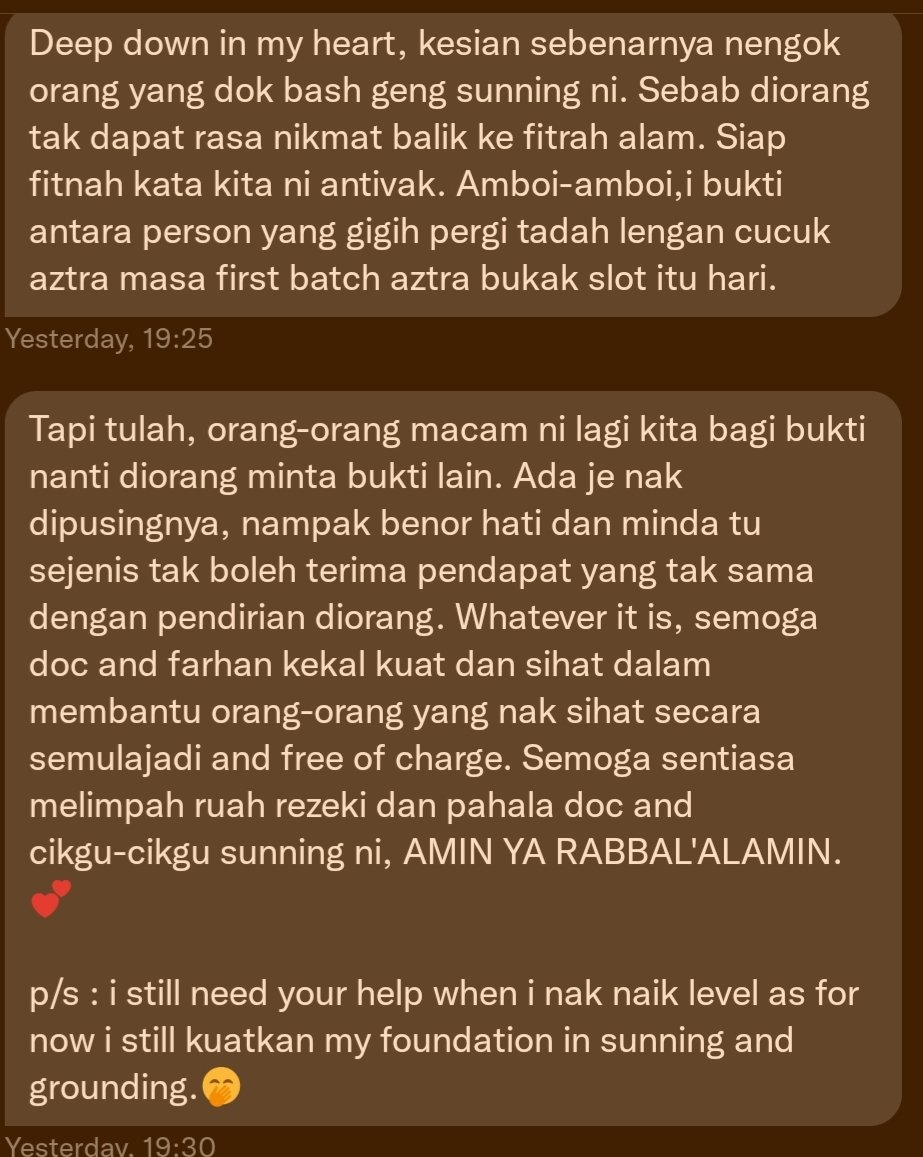 Deep down in my heart, kesian sebenarnya nengok
orang yang dok bash geng sunning ni. Sebab diorang
tak dapat rasa nikmat balik ke fitrah alam. Siap
fitnah kata kita ni antivak. Amboi-amboi,i bukti
antara person yang gigih pergi tadah lengan cucuk
aztra masa first batch aztra bukak slot itu hari.
Yesterday, 19:25
Tapi tulah, orang-orang macam ni lagi kita bagi bukti
nanti diorang minta bukti lain. Ada je nak
dipusingnya, nampak benor hati dan minda tu
sejenis tak boleh terima pendapat yang tak sama
dengan pendirian diorang. Whatever it is, semoga
doc and farhan kekal kuat dan sihat dalam
membantu orang-orang yang nak sihat secara
semulajadi and free of charge. Semoga sentiasa
melimpah ruah rezeki dan pahala doc and
cikgu-cikgu sunning ni, AMIN YA RABBAL'ALAMIN.
💕
p/s : i still need your help when i nak naik level as for
now i still kuatkan my foundation in sunning and
grounding.🤭
Yesterday, 19:30